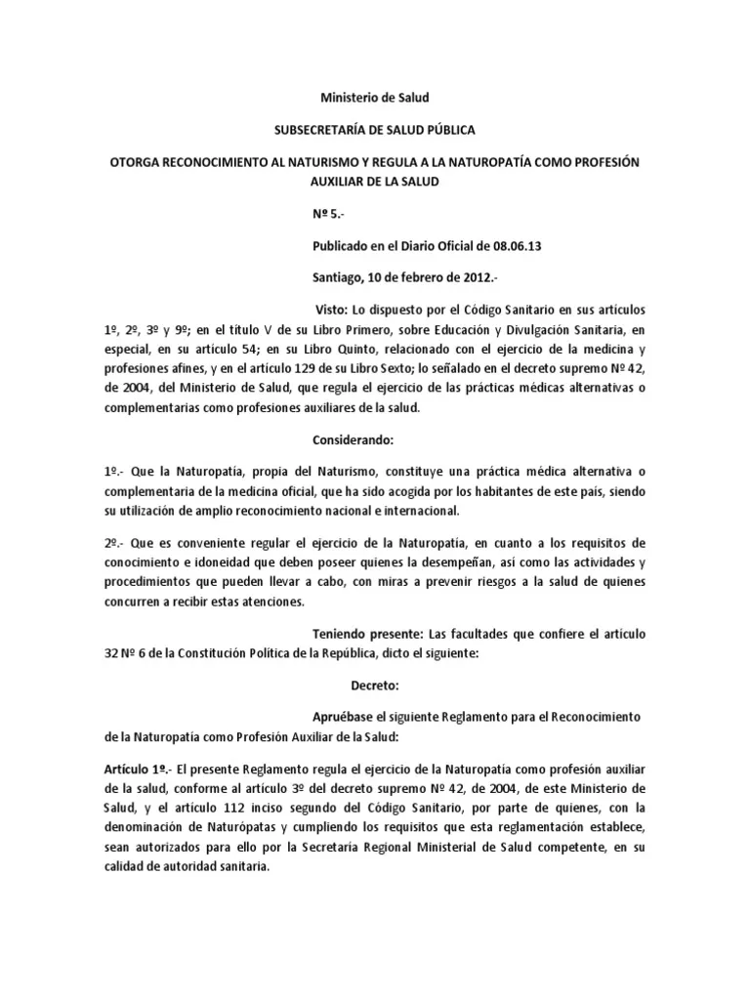 Ministerio de Salud
SUBSECRETARÍA DE SALUD PÚBLICA
OTORGA RECONOCIMIENTO AL NATURISMO Y REGULA A LA NATUROPATÍA COMO PROFESIÓN
AUXILIAR DE LA SALUD
Nº 5.-
Publicado en el Diario Oficial de 08.06.13
Santiago, 10 de febrero de 2012.-
Visto: Lo dispuesto por el Código Sanitario en sus artículos
1º, 2º, 3º y 9º; en el título V de su Libro Primero, sobre Educación y Divulgación Sanitaria, en
especial, en su artículo 54; en su Libro Quinto, relacionado con el ejercicio de la medicina y
profesiones afines, y en el artículo 129 de su Libro Sexto; lo señalado en el decreto supremo Nº 42,
de 2004, del Ministerio de Salud, que regula el ejercicio de las prácticas médicas alternativas o
complementarias como profesiones auxiliares de la salud.
Considerando:
1º.- Que la Naturopatía, propia del Naturismo, constituye una práctica médica alternativa o
complementaria de la medicina oficial, que ha sido acogida por los habitantes de este país, siendo
su utilización de amplio reconocimiento nacional e internacional.
2º.- Que es conveniente regular el ejercicio de la Naturopatía, en cuanto a los requisitos de
conocimiento e idoneidad que deben poseer quienes la desempeñan, así como las actividades y
procedimientos que pueden llevar a cabo, con miras a prevenir riesgos a la salud de quienes
concurren a recibir estas atenciones.
Teniendo presente: Las facultades que confiere el artículo
32 Nº 6 de la Constitución Política de la República, dicto el siguiente:
Decreto:
Apruébase el siguiente Reglamento para el Reconocimiento
de la Naturopatía como Profesión Auxiliar de la Salud:
Artículo 1º.- El presente Reglamento regula el ejercicio de la Naturopatía como profesión auxiliar
de la salud, conforme al artículo 3º del decreto supremo Nº 42, de 2004, de este Ministerio de
Salud, y el artículo 112 inciso segundo del Código Sanitario, por parte de quienes, con la
denominación de Naturópatas y cumpliendo los requisitos que esta reglamentación establece,
sean autorizados para ello por la Secretaría Regional Ministerial de Salud competente, en su
calidad de autoridad sanitaria.